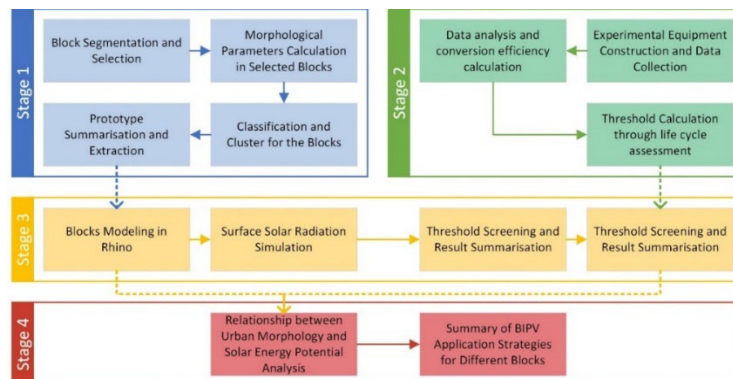 Stage 1
Block Segmentation and
Selection
Morphological
Parameters Calculation
in Selected Blocks
Prototype
Summarisation and
Extraction
Classification and
Cluster for the Blocks
Stage 2
Data analysis and
conversion efficiency
calculation
Experimental Equipment
Construction and Data
Collection
Threshold Calculation
through life cycle
assessment
Stage 3
Blocks Modeling in
Rhino
Surface Solar Radiation
Simulation
Threshold Screening and
Result Summarisation
Threshold Screening and
Result Summarisation
Stage 4
Relationship between
Urban Morphology and
Solar Energy Potential
Analysis
Summary of BIPV
Application Strategies
for Different Blocks